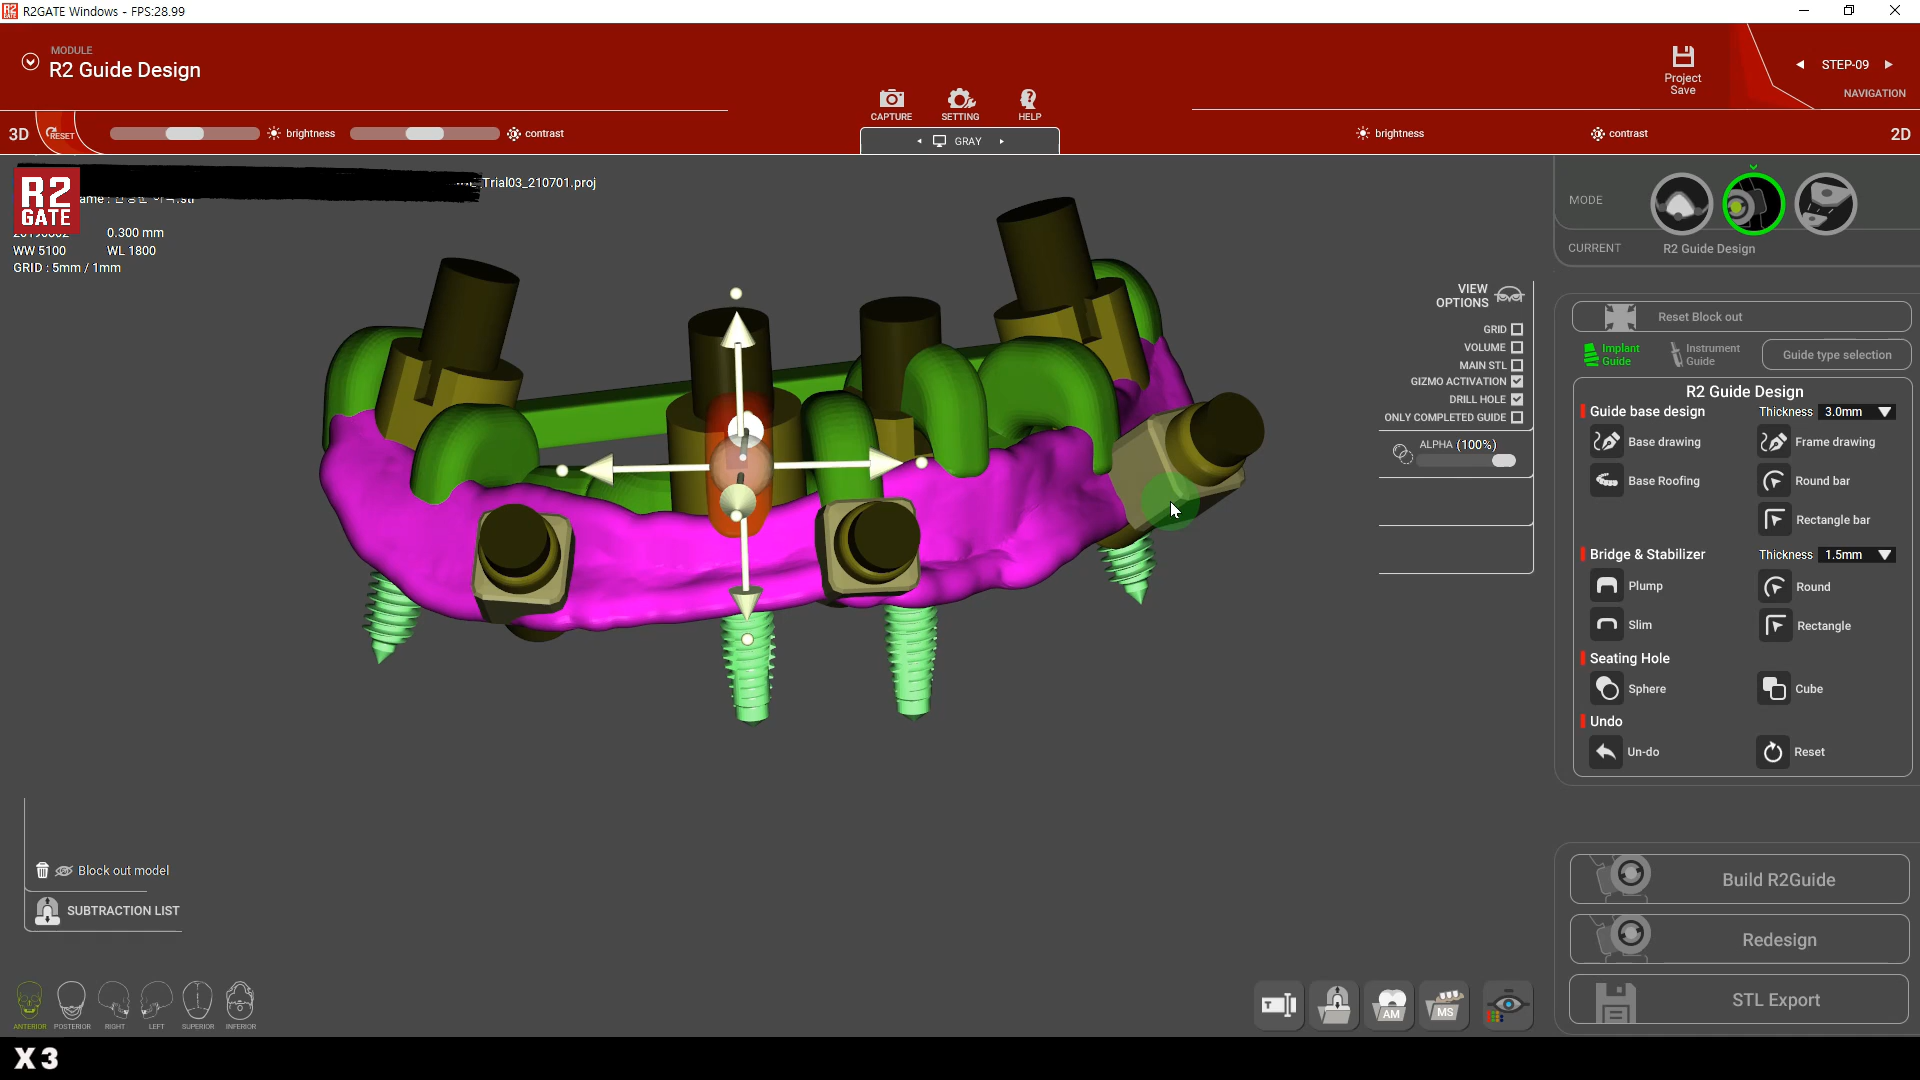 R2GATE Windows - FPS:28.99
MODULE
R2 Guide Design
CAPTURE
SETTING
HELP
Project
Save
STEP-09
NAVIGATION
3D
RESET
brightness
contrast
GRAY
brightness
contrast
2D
R2
GATE
Trial03_210701.proj
ame :
0.300 mm
WW 5100
WL 1800
GRID : 5mm / 1mm
MODE
CURRENT
R2 Guide Design
VIEW
OPTIONS
GRID
VOLUME
MAIN STL
GIZMO ACTIVATION
DRILL HOLE
ONLY COMPLETED GUIDE
ALPHA (100%)
Reset Block out
Implant
Guide
Instrument
Guide
Guide type selection
R2 Guide Design
Guide base design
Thickness 3.0mm
Base drawing
Frame drawing
Base Roofing
Round bar
Rectangle bar
Bridge & Stabilizer
Thickness 1.5mm
Plump
Round
Slim
Rectangle
Seating Hole
Sphere
Cube
Undo
Un-do
Reset
Block out model
SUBTRACTION LIST
Build R2Guide
Redesign
STL Export
ANTERIOR
POSTERIOR
RIGHT
LEFT
SUPERIOR
INFERIOR
T
AM
MS
X 3